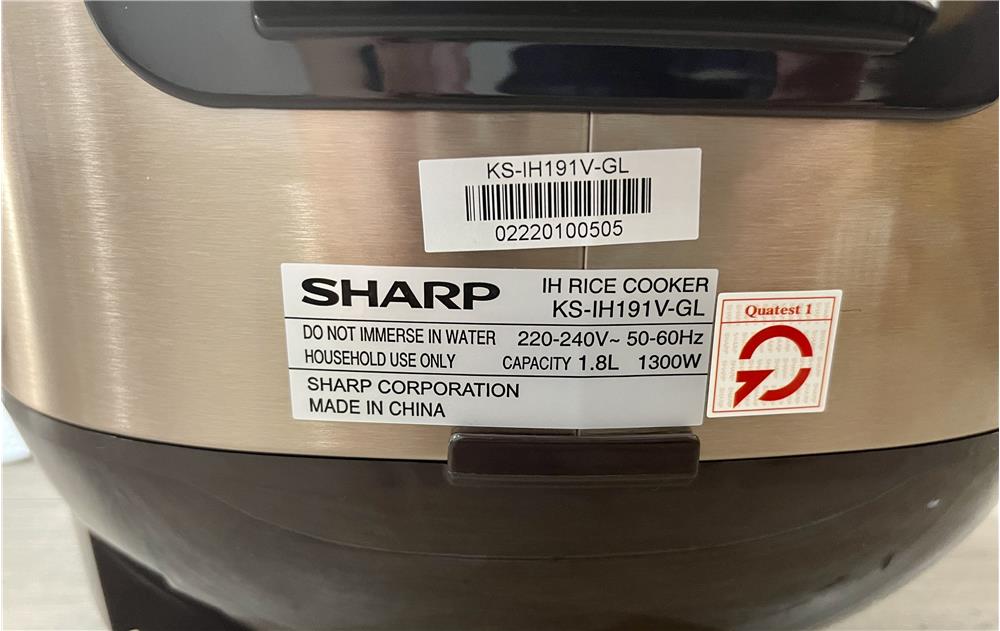 KS-IH191V-GL
02220100505
SHARP
IH RICE COOKER
KS-IH191V-GL
DO NOT IMMERSE IN WATER
HOUSEHOLD USE ONLY
220-240V~ 50-60Hz
CAPACITY 1.8L 1300W
SHARP CORPORATION
MADE IN CHINA
Quatest 1